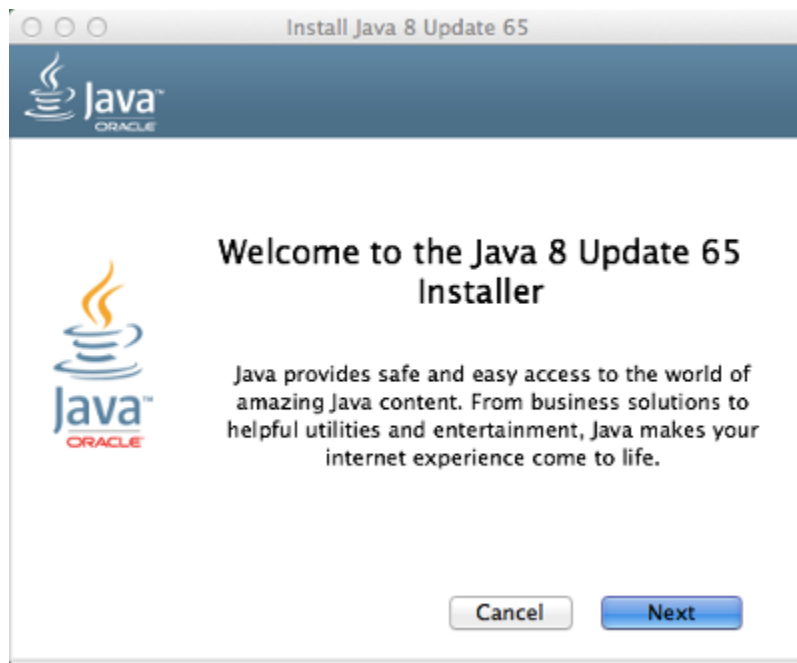 Install Java 8 Update 65
Java™
ORACLE
Welcome to the Java 8 Update 65
Installer
Java™
ORACLE
Java provides safe and easy access to the world of
amazing Java content. From business solutions to
helpful utilities and entertainment, Java makes your
internet experience come to life.
Cancel
Next